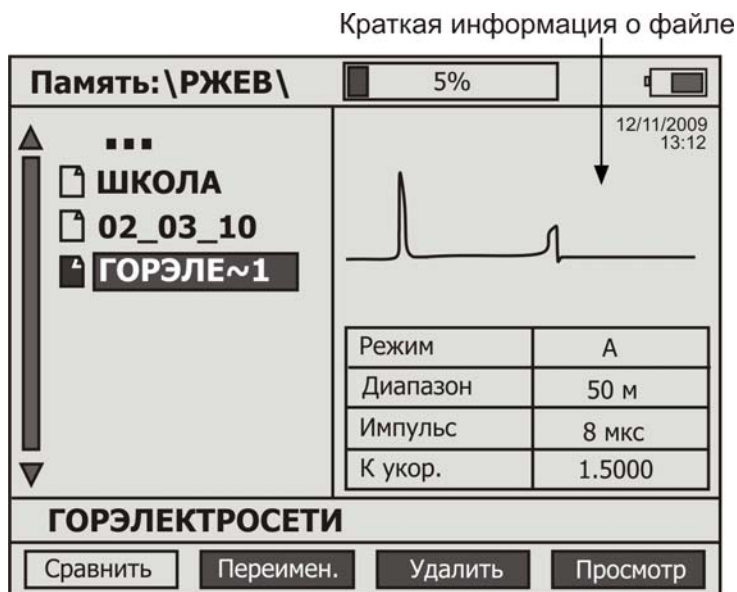 Краткая информация о файле
Память:\РЖЕВ\ 5%
12/11/2009
13:12
...
ШКОЛА
02_03_10
ГОРЭЛЕ~1
Режим А
Диапазон 50 м
Импульс 8 мкс
К укор. 1.5000
ГОРЭЛЕКТРОСЕТИ
Сравнить Переимен. Удалить Просмотр